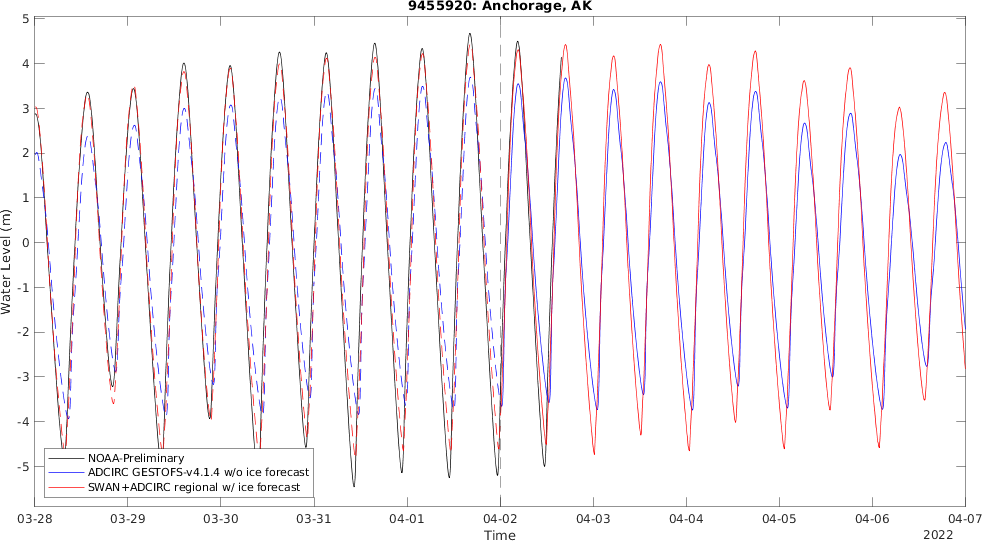 9455920: Anchorage, AK
5
4
3
2
1
0
-1
-2
-3
-4
-5
Water Level (m)
NOAA-Preliminary
ADCIRC GESTOFS-v4.1.4 w/o ice forecast
SWAN+ADCIRC regional w/ ice forecast
03-28 03-29 03-30 03-31 04-01 04-02 04-03 04-04 04-05 04-06 04-07
Time
2022